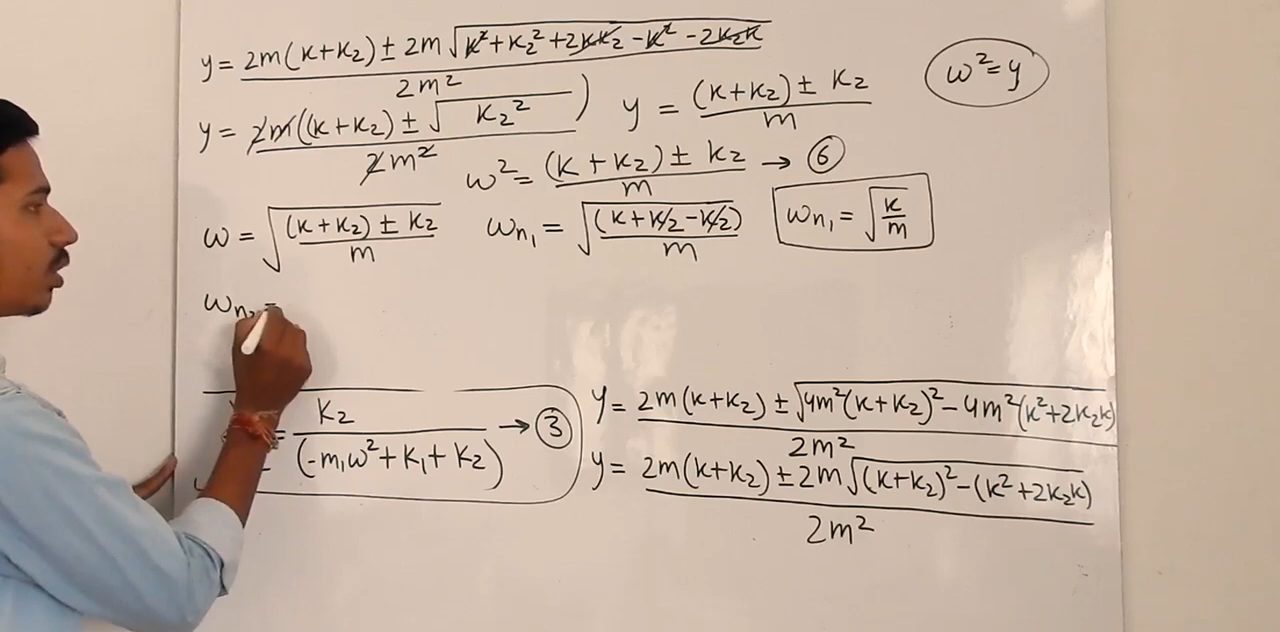 y = 2m(k+k₂) ± 2m √k²+k₂²+2kk₂−k²−2k₂k / 2m²
ω² = y
y = 2m((k+k₂) ± √k₂²) / 2m² y = (k+k₂) ± k₂ / m
ω² = (k+k₂) ± k₂ / m → ⑥
ω = √(k+k₂) ± k₂ / m ωn₁ = √(k+k/2−k/2) / m ωn₁ = √k/m
ωn₂ =
= k₂ / (-m₁ω²+k₁+k₂) → ③
y = 2m(k+k₂) ± √4m²(k+k₂)²−4m²(k²+2k₂k) / 2m²
y = 2m(k+k₂) ± 2m√(k+k₂)²−(k²+2k₂k) / 2m²